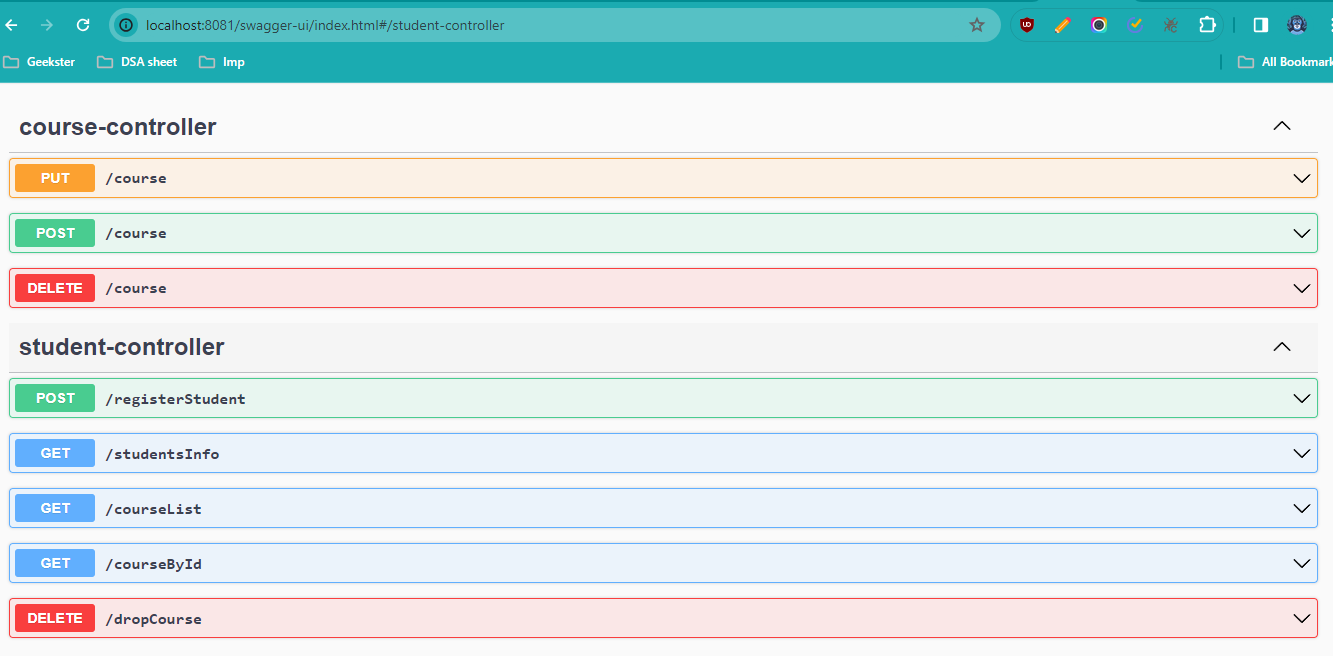 localhost:8081/swagger-ui/index.html#/student-controller
Geekster DSA sheet Imp All Bookmark
course-controller
PUT /course
POST /course
DELETE /course
student-controller
POST /registerStudent
GET /studentsInfo
GET /courseList
GET /courseById
DELETE /dropCourse